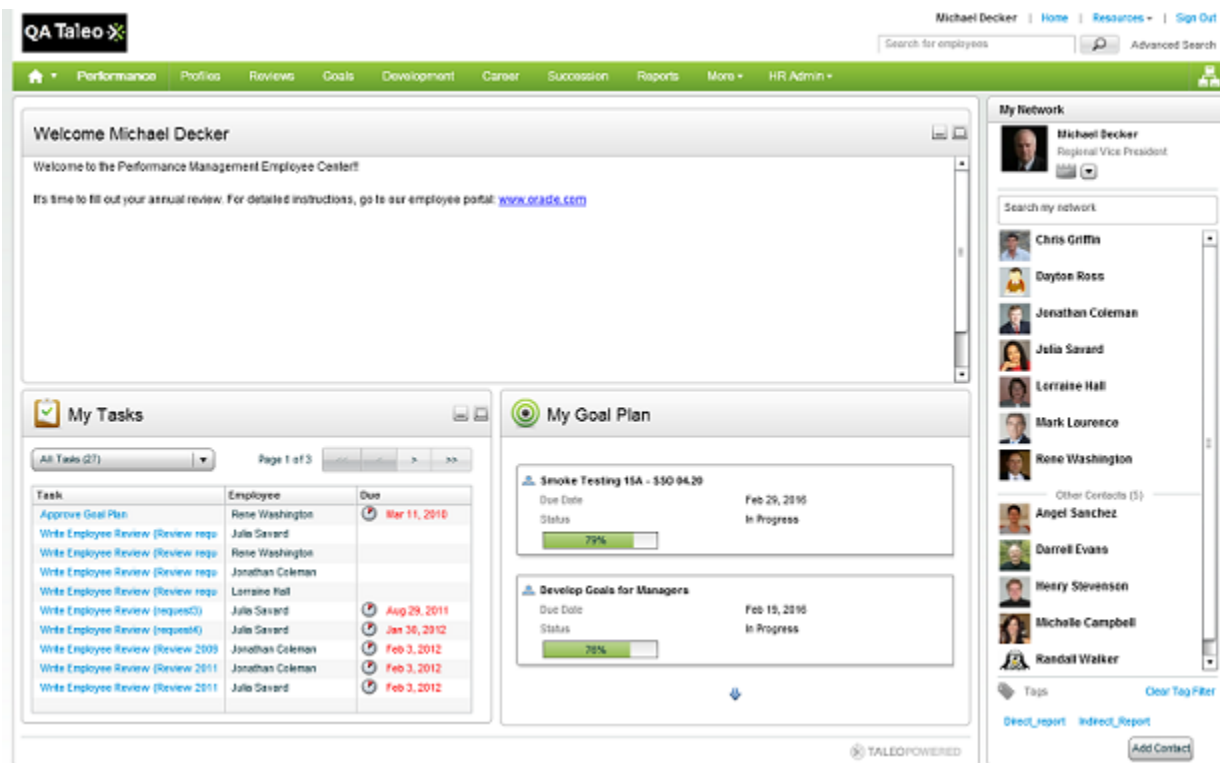 QA Taleo
Michael Decker | Home | Resources | Sign Out
Search for employees
Advanced Search
Performance Profiles Reviews Goals Development Career Succession Reports More HR Admin
Welcome Michael Decker
Welcome to the Performance Management Employee Center!!
It's time to fill out your annual review. For detailed instructions, go to our employee portal: www.oracle.com
My Tasks
All Tasks (27)
Page 1 of 3 << < > >>
Task Employee Due
Approve Goal Plan Rene Washington Mar 11, 2010
Write Employee Review (Review requ Julia Savard
Write Employee Review (Review requ Rene Washington
Write Employee Review (Review requ Jonathan Coleman
Write Employee Review (Review requ Lorraine Hall
Write Employee Review (request3) Julia Savard Aug 29, 2011
Write Employee Review (request4) Julia Savard Jan 30, 2012
Write Employee Review (Review 2009 Jonathan Coleman Feb 3, 2012
Write Employee Review (Review 2011 Jonathan Coleman Feb 3, 2012
Write Employee Review (Review 2011 Julia Savard Feb 3, 2012
My Goal Plan
Smoke Testing 15A - SSO 04.20
Due Date Feb 29, 2016
Status In Progress
79%
Develop Goals for Managers
Due Date Feb 19, 2016
Status In Progress
76%
TALEOPOWERED
My Network
Michael Decker
Regional Vice President
Search my network
Chris Griffin
Dayton Ross
Jonathan Coleman
Julia Savard
Lorraine Hall
Mark Laurence
Rene Washington
Other Contacts (5)
Angel Sanchez
Darrell Evans
Henry Stevenson
Michelle Campbell
Randall Walker
Tags Clear Tag Filter
Direct_report Indirect_Report
Add Contact